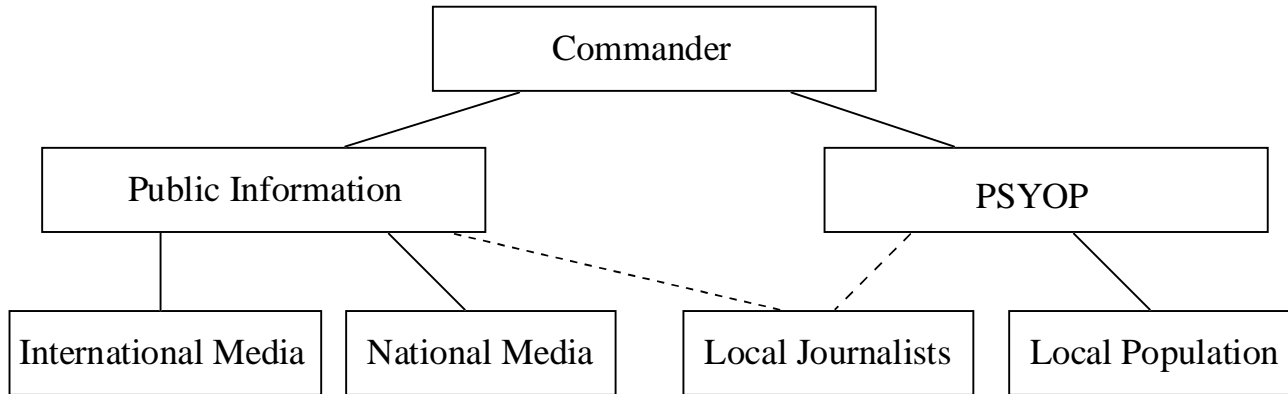 Commander
Public Information
PSYOP
International Media
National Media
Local Journalists
Local Population